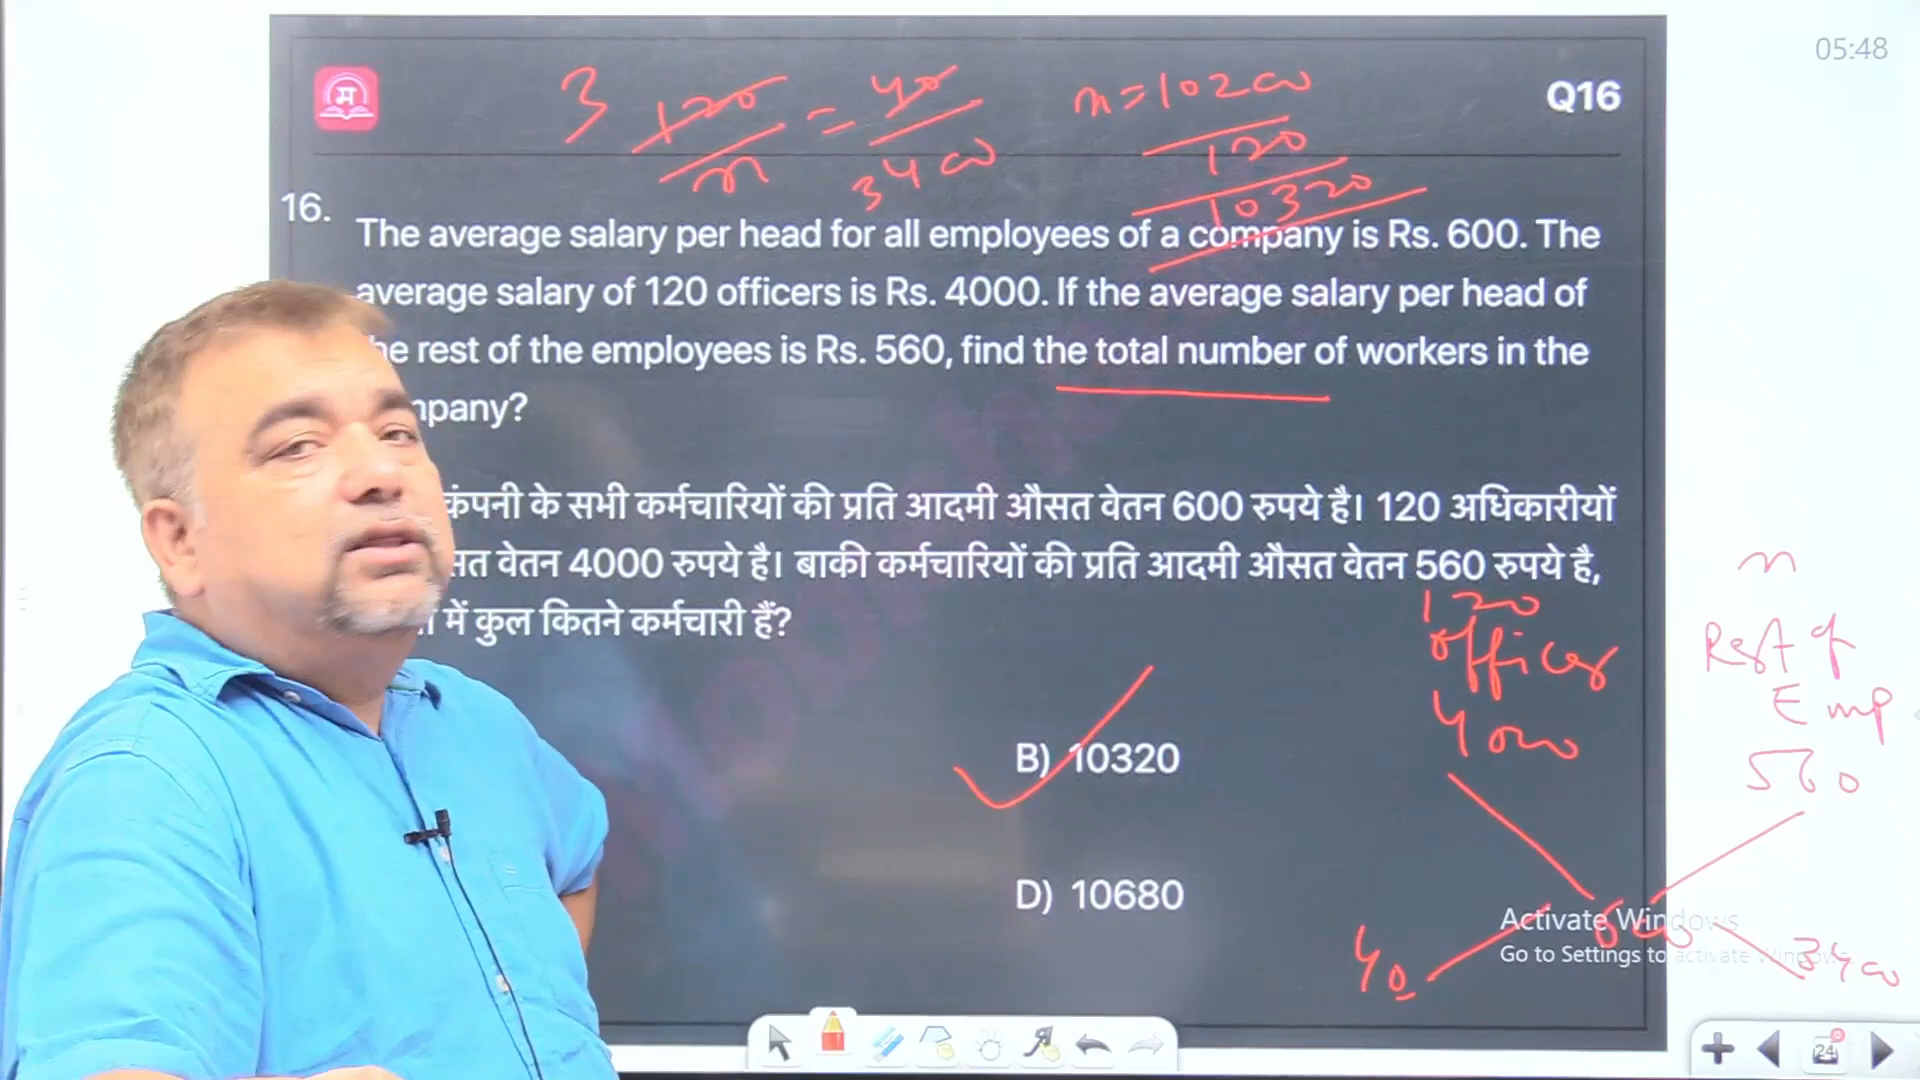 05:48
म
Q16
3 120/n = 40/3400
n=10200
120
10320
16.
The average salary per head for all employees of a company is Rs. 600. The
average salary of 120 officers is Rs. 4000. If the average salary per head of
he rest of the employees is Rs. 560, find the total number of workers in the
mpany?
कंपनी के सभी कर्मचारियों की प्रति आदमी औसत वेतन 600 रुपये है। 120 अधिकारीयों
सत वेतन 4000 रुपये है। बाकी कर्मचारियों की प्रति आदमी औसत वेतन 560 रुपये है,
में कुल कितने कर्मचारी हैं?
120
officer
4000
n
Rest of
Emp
560
B) 10320
D) 10680
600
40
3400
Activate Windows
Go to Settings to activate Windows.
24